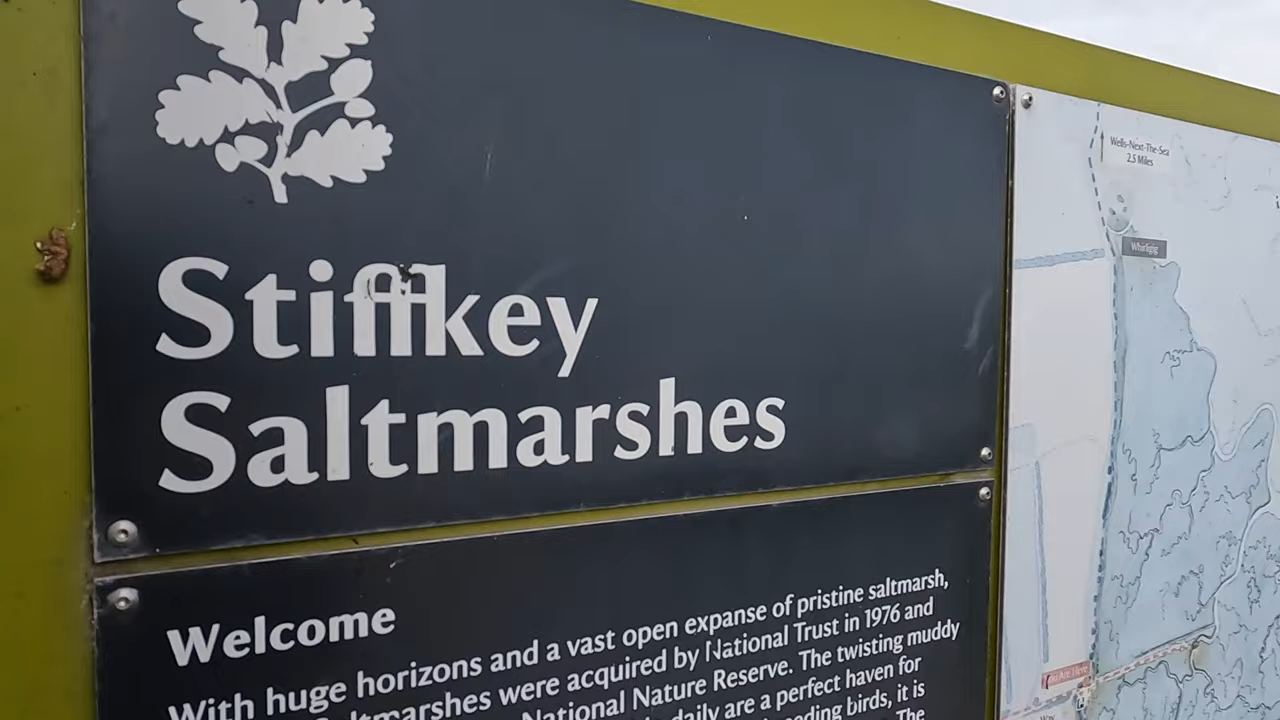 Stiffkey
Saltmarshes
Welcome
With huge horizons and a vast open expanse of pristine saltmarsh,
Saltmarshes were acquired by National Trust in 1976 and
National Nature Reserve. The twisting muddy
daily are a perfect haven for
birds, it is
The
Wells-Next-The-Sea
2.5 Miles
Whirligig
You Are Here
Way